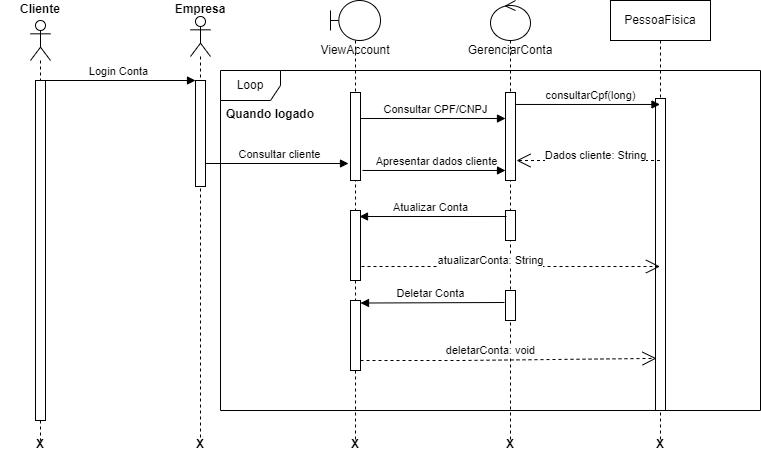 Cliente
Empresa
ViewAccount
GerenciarConta
PessoaFisica
Login Conta
Loop
Quando logado
Consultar CPF/CNPJ
consultarCpf(long)
Consultar cliente
Apresentar dados cliente
Dados cliente: String
Atualizar Conta
atualizarConta: String
Deletar Conta
deletarConta: void
X
X
X
X
X